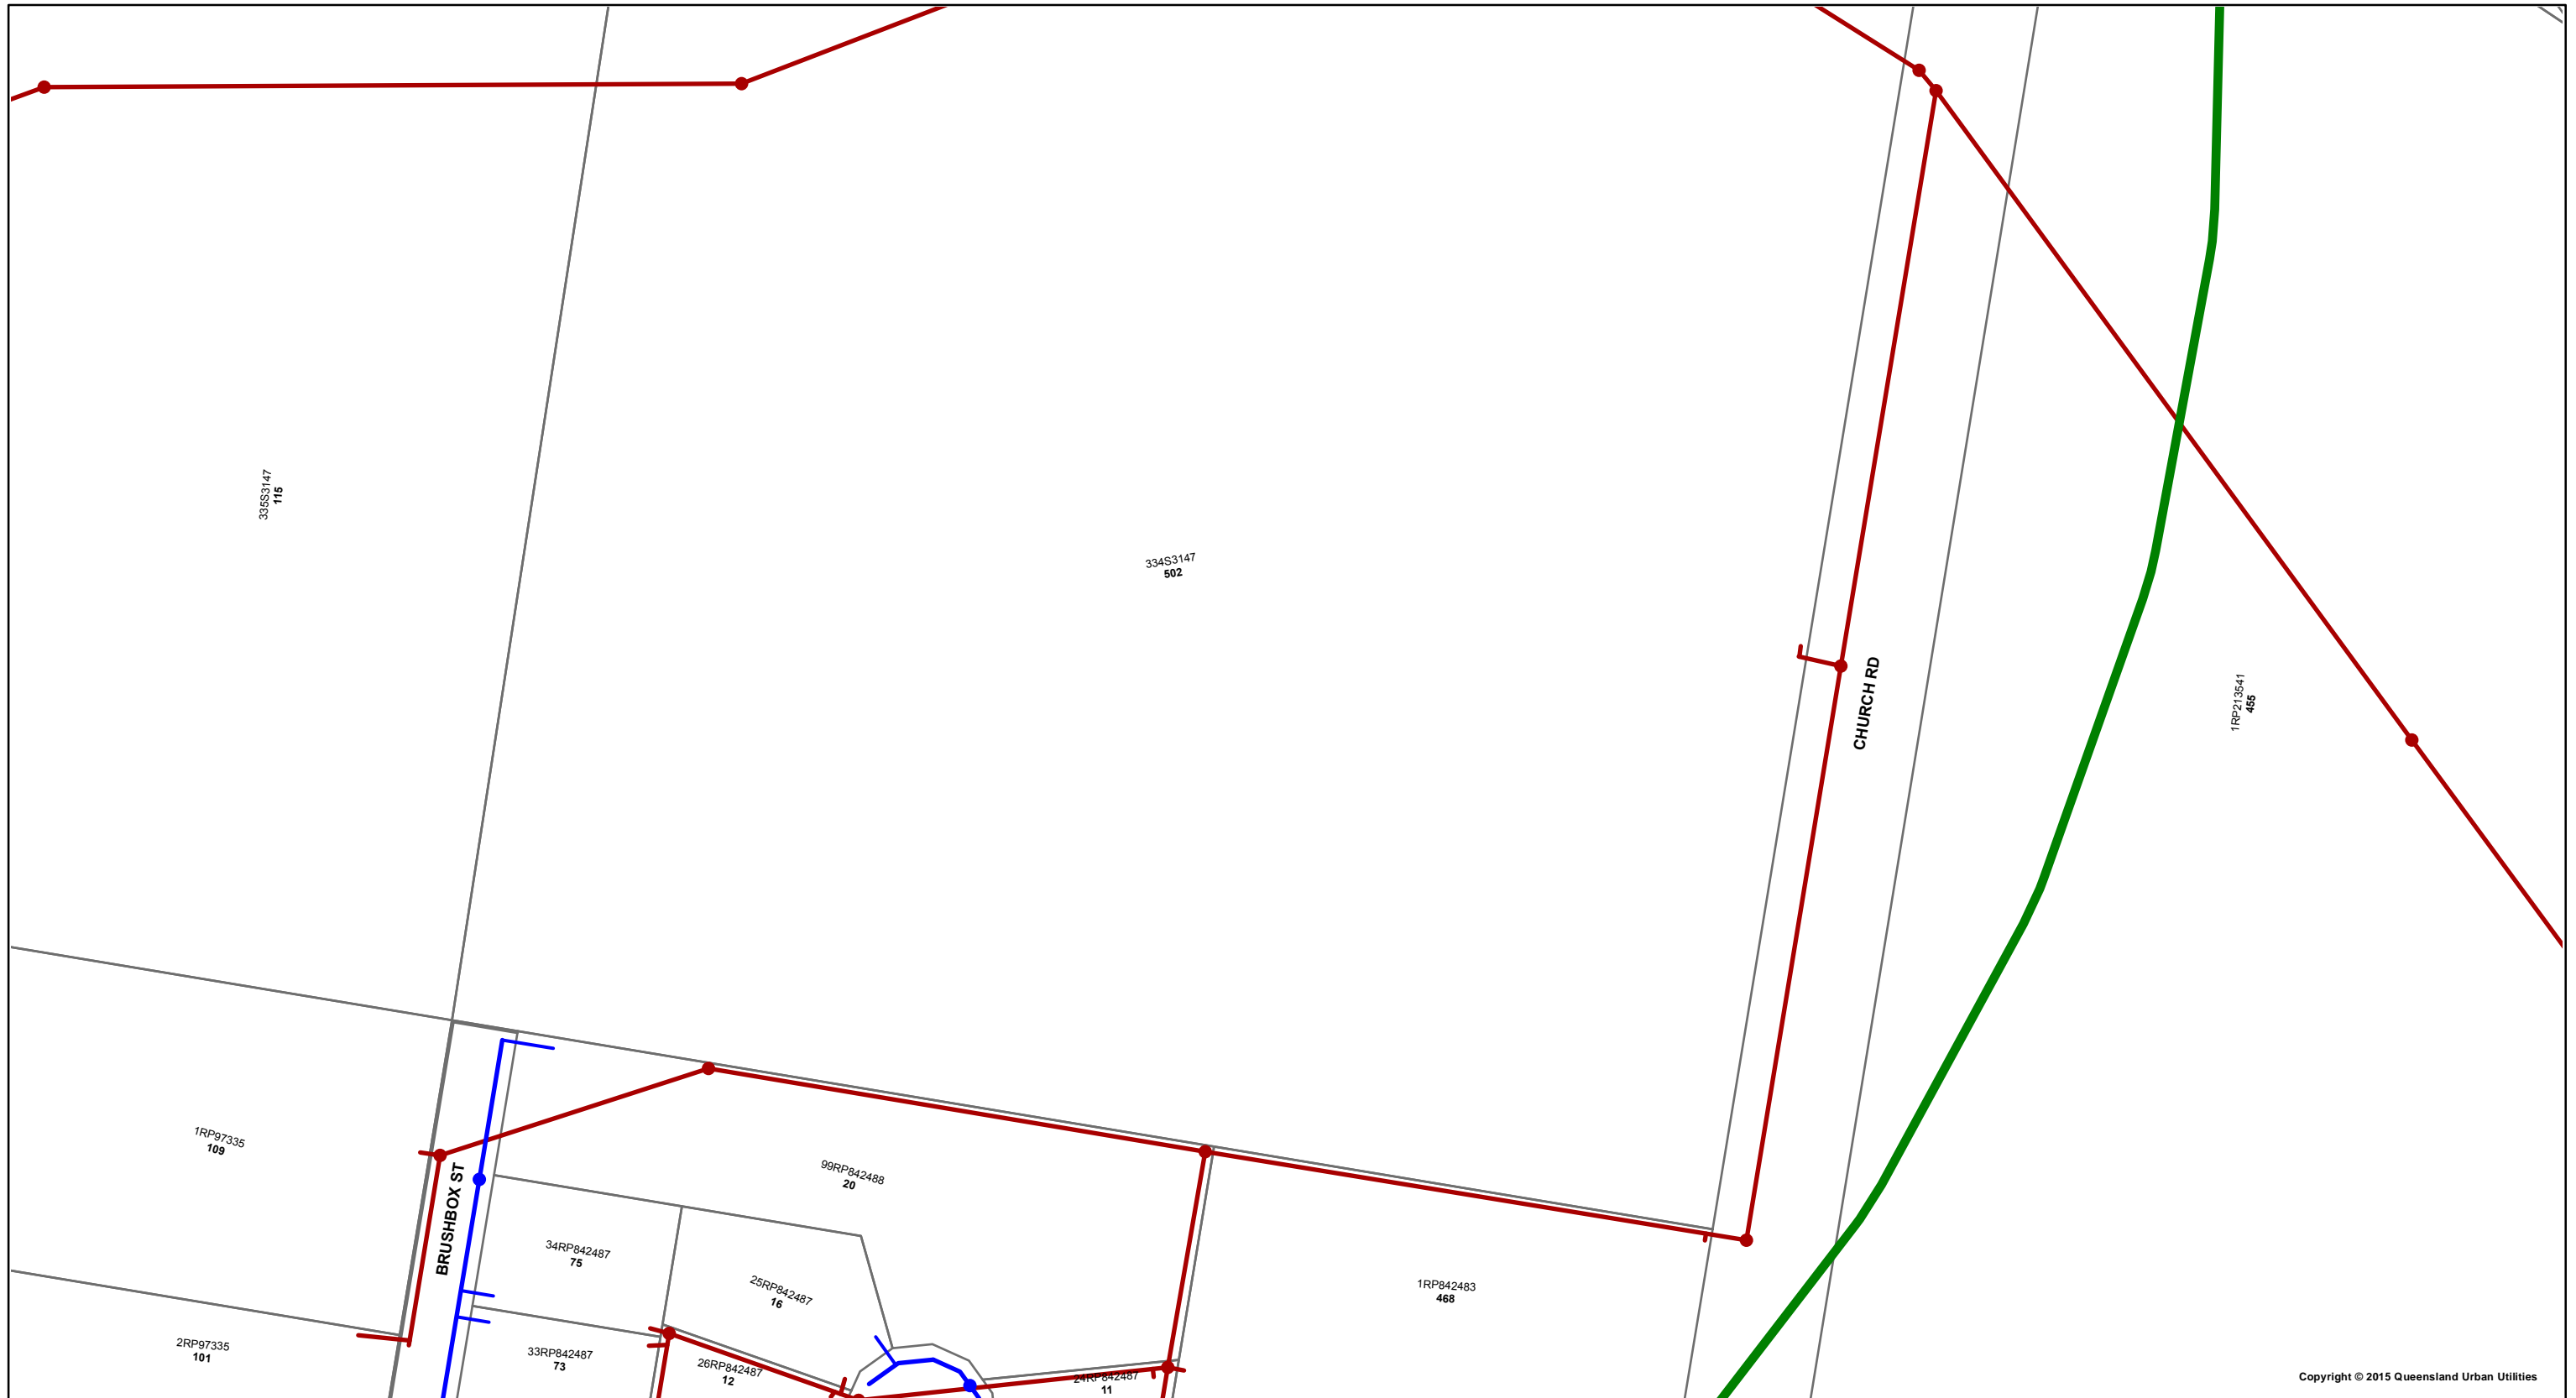 335S3147
115
334S3147
502
CHURCH RD
1RP213541
455
1RP97335
109
BRUSHBOX ST
99RP842488
20
34RP842487
75
25RP842487
16
1RP842483
468
2RP97335
101
33RP842487
73
26RP842487
12
24RP842487
11
Copyright © 2015 Queensland Urban Utilities